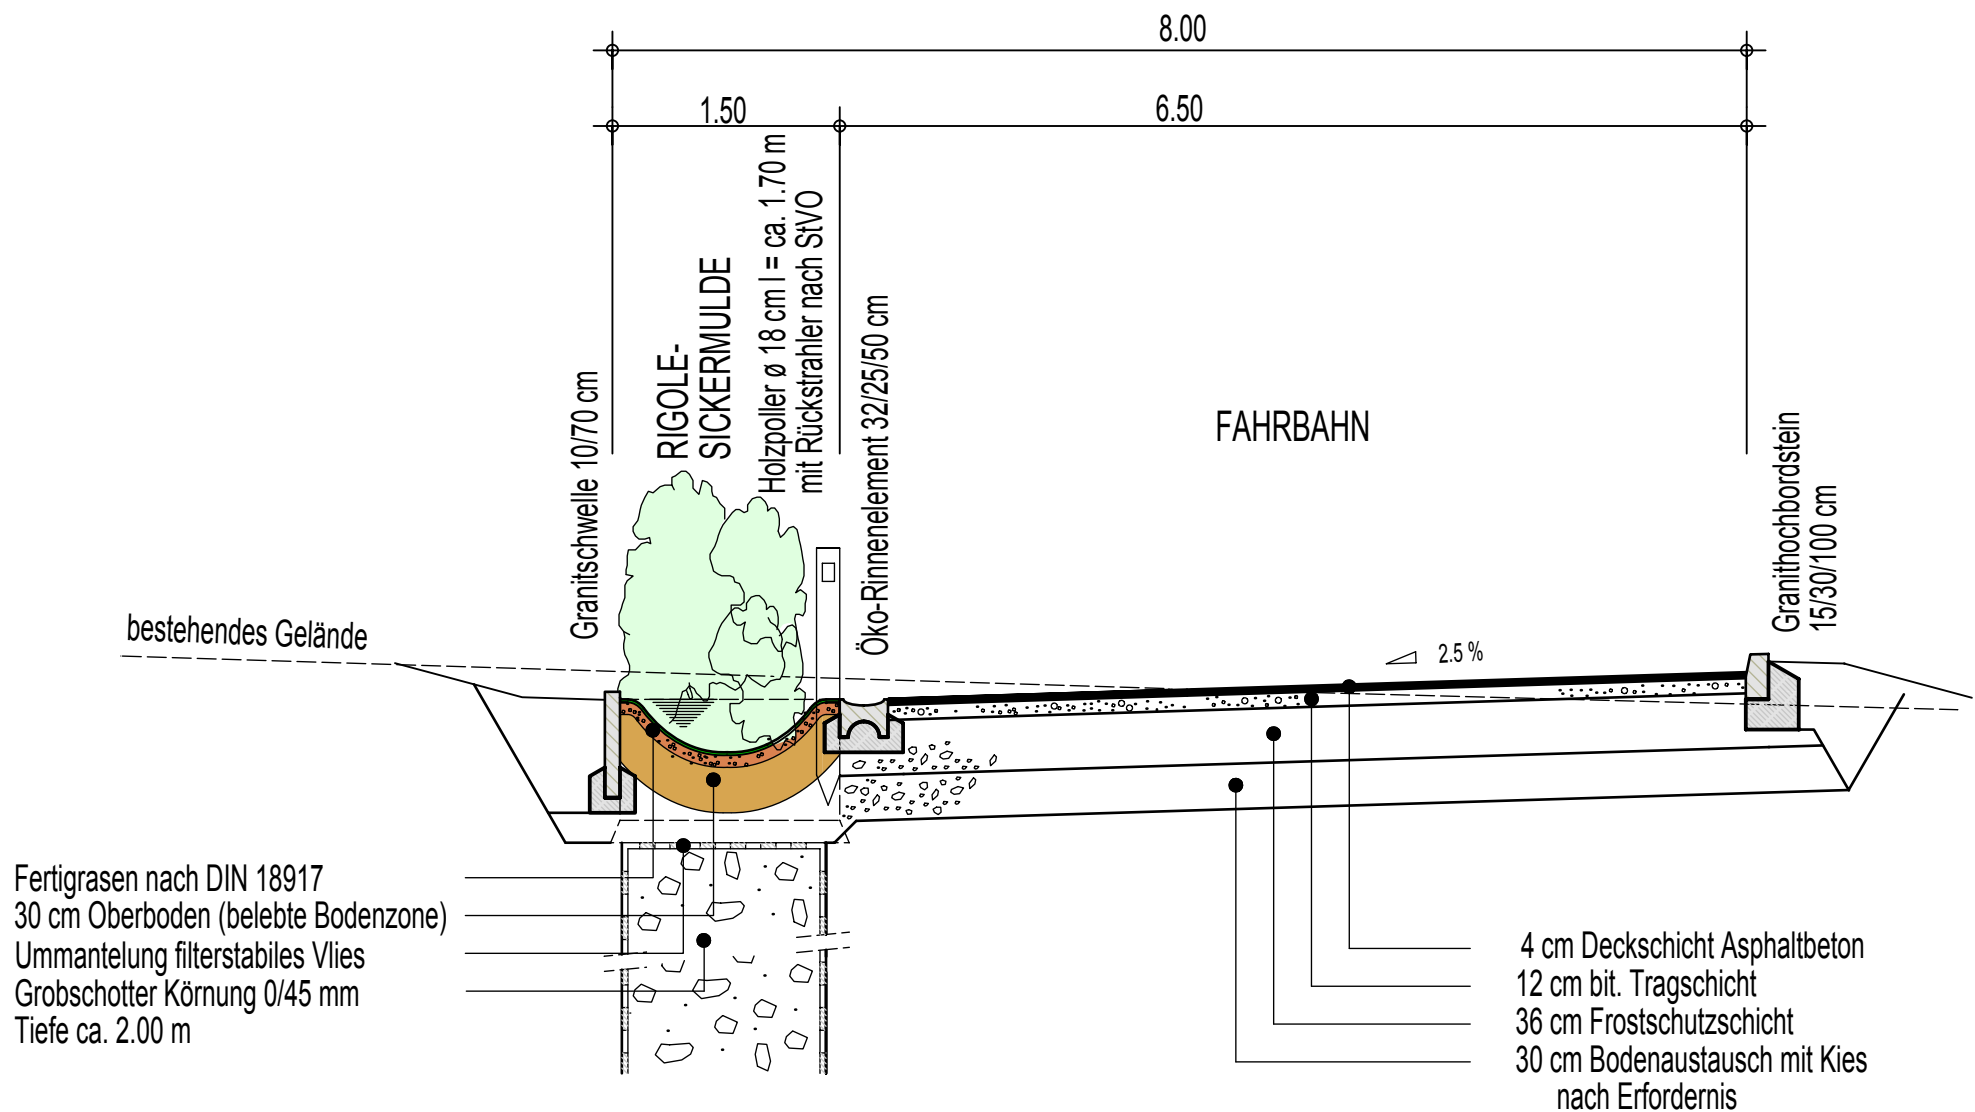 8.00
1.50
6.50
Granitschwelle 10/70 cm
RIGOLE-
SICKERMULDE
Holzpoller ø 18 cm l = ca. 1.70 m
mit Rückstrahler nach StVO
Öko-Rinnenelement 32/25/50 cm
FAHRBAHN
Granithochbordstein
15/30/100 cm
bestehendes Gelände
2.5 %
Fertigrasen nach DIN 18917
30 cm Oberboden (belebte Bodenzone)
Ummantelung filterstabiles Vlies
Grobschotter Körnung 0/45 mm
Tiefe ca. 2.00 m
4 cm Deckschicht Asphaltbeton
12 cm bit. Tragschicht
36 cm Frostschutzschicht
30 cm Bodenaustausch mit Kies
nach Erfordernis